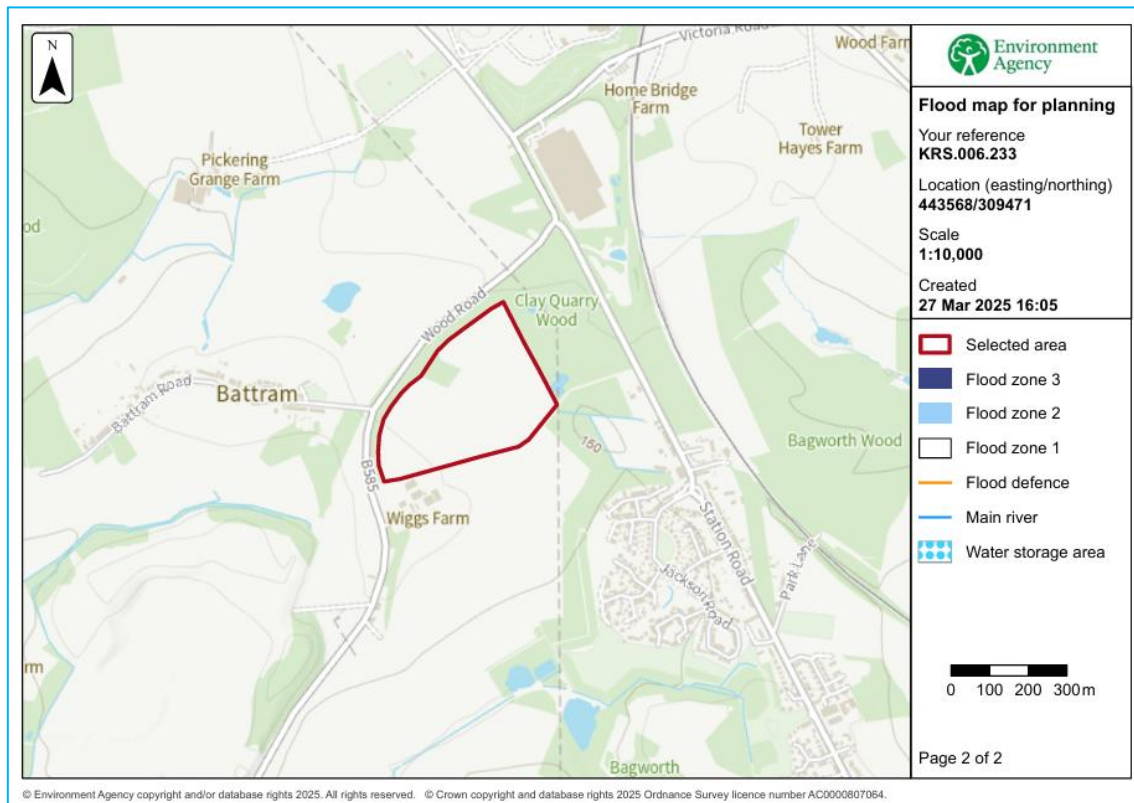 N
Victoria Road
Wood Farm
Home Bridge
Farm
Tower
Hayes Farm
Pickering
Grange Farm
od
Clay Quarry
Wood
Wood Road
Battram
Battram Road
150
Bagworth Wood
B585
Wiggs Farm
Station Road
Jackson Road
Park Lane
rm
Bagworth
Environment
Agency
Flood map for planning
Your reference
KRS.006.233
Location (easting/northing)
443568/309471
Scale
1:10,000
Created
27 Mar 2025 16:05
Selected area
Flood zone 3
Flood zone 2
Flood zone 1
Flood defence
Main river
Water storage area
0 100 200 300m
Page 2 of 2
© Environment Agency copyright and/or database rights 2025. All rights reserved. © Crown copyright and database rights 2025 Ordnance Survey licence number AC0000807064.